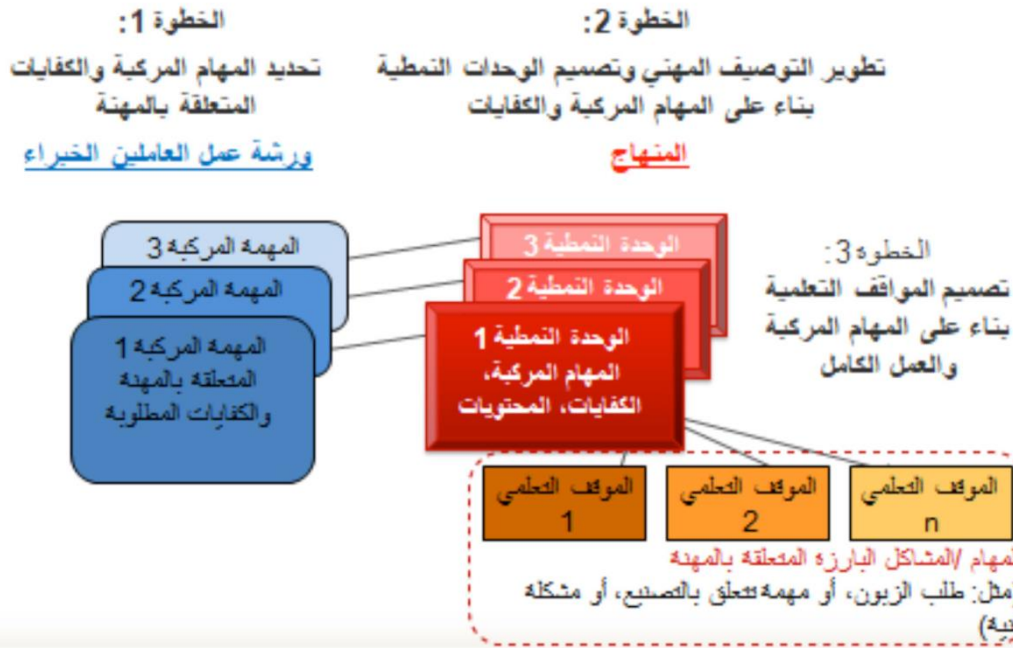 الخطوة 1:
تحديد المهام المركبة والكفايات
المتعلقة بالمهنة
ورشة عمل العاملين الخبراء
الخطوة 2:
تطوير التوصيف المهني وتصميم الوحدات النمطية
بناء على المهام المركبة والكفايات
المنهاج
المهمة المركبة 3
المهمة المركبة 2
المهمة المركبة 1
المتعلقة بالمهنة
والكفايات المطلوبة
الوحدة النمطية 3
الوحدة النمطية 2
الوحدة النمطية 1
المهام المركبة،
الكفايات، المحتويات
الخطوة 3:
تصميم المواقف التعلمية
بناء على المهام المركبة
والعمل الكامل
الموقف التعلمي
1
الموقف التعلمي
2
الموقف التعلمي
n
المهام /المشاكل البارزة المتعلقة بالمهنة
مثل: طلب الزبون، أو مهمة تتعلق بالتصنيع، أو مشكلة